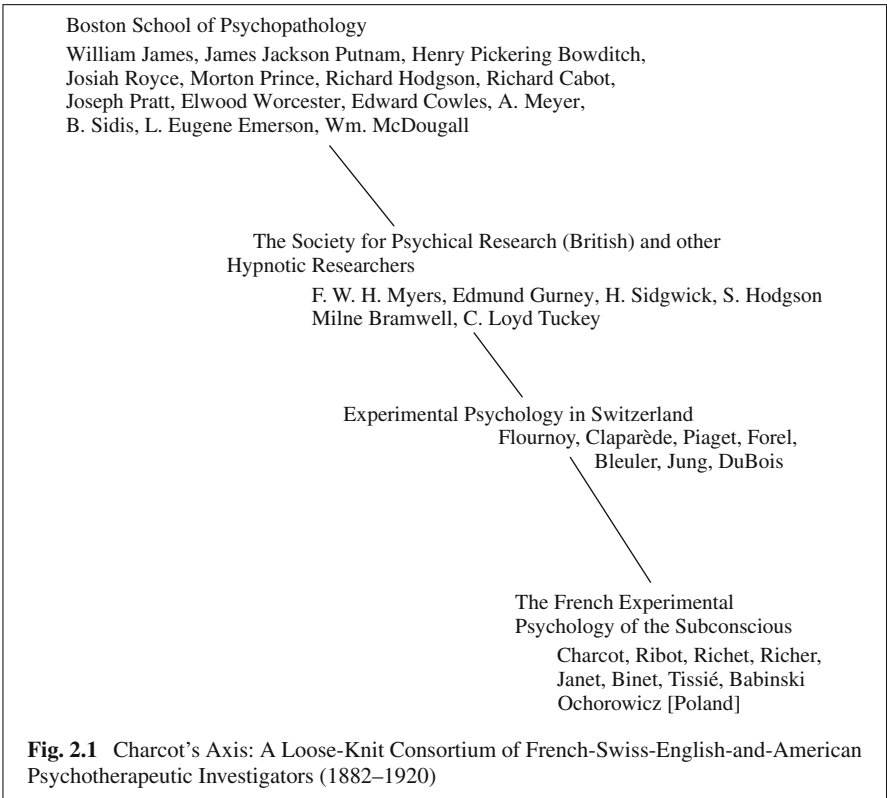 Boston School of Psychopathology
William James, James Jackson Putnam, Henry Pickering Bowditch,
Josiah Royce, Morton Prince, Richard Hodgson, Richard Cabot,
Joseph Pratt, Elwood Worcester, Edward Cowles, A. Meyer,
B. Sidis, L. Eugene Emerson, Wm. McDougall
The Society for Psychical Research (British) and other
Hypnotic Researchers
F. W. H. Myers, Edmund Gurney, H. Sidgwick, S. Hodgson
Milne Bramwell, C. Loyd Tuckey
Experimental Psychology in Switzerland
Flournoy, Claparède, Piaget, Forel,
Bleuler, Jung, DuBois
The French Experimental
Psychology of the Subconscious
Charcot, Ribot, Richet, Richer,
Janet, Binet, Tissié, Babinski
Ochorowicz [Poland]
Fig. 2.1 Charcot's Axis: A Loose-Knit Consortium of French-Swiss-English-and-American
Psychotherapeutic Investigators (1882–1920)